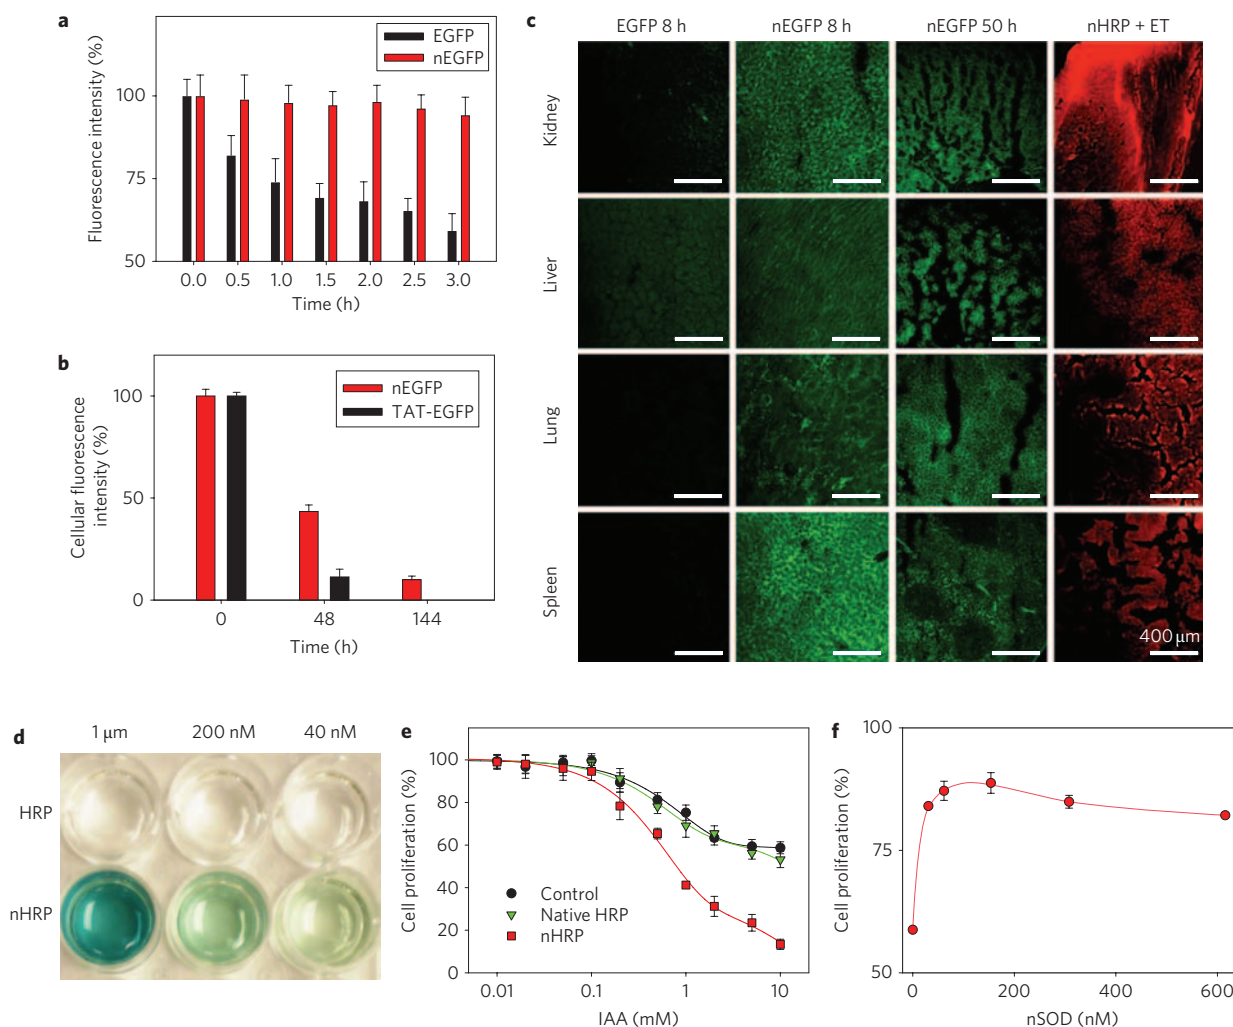 a
EGFP
nEGFP
Fluorescence intensity (%)
100
75
50
0.0 0.5 1.0 1.5 2.0 2.5 3.0
Time (h)
b
nEGFP
TAT-EGFP
Cellular fluorescence
intensity (%)
100
50
0
0 48 144
Time (h)
c
EGFP 8 h nEGFP 8 h nEGFP 50 h nHRP + ET
Kidney
Liver
Lung
Spleen
400 µm
d
1 µm 200 nM 40 nM
HRP
nHRP
e
Cell proliferation (%)
100
80
60
40
20
0
Control
Native HRP
nHRP
0.01 0.1 1 10
IAA (mM)
f
Cell proliferation (%)
100
75
50
0 200 400 600
nSOD (nM)